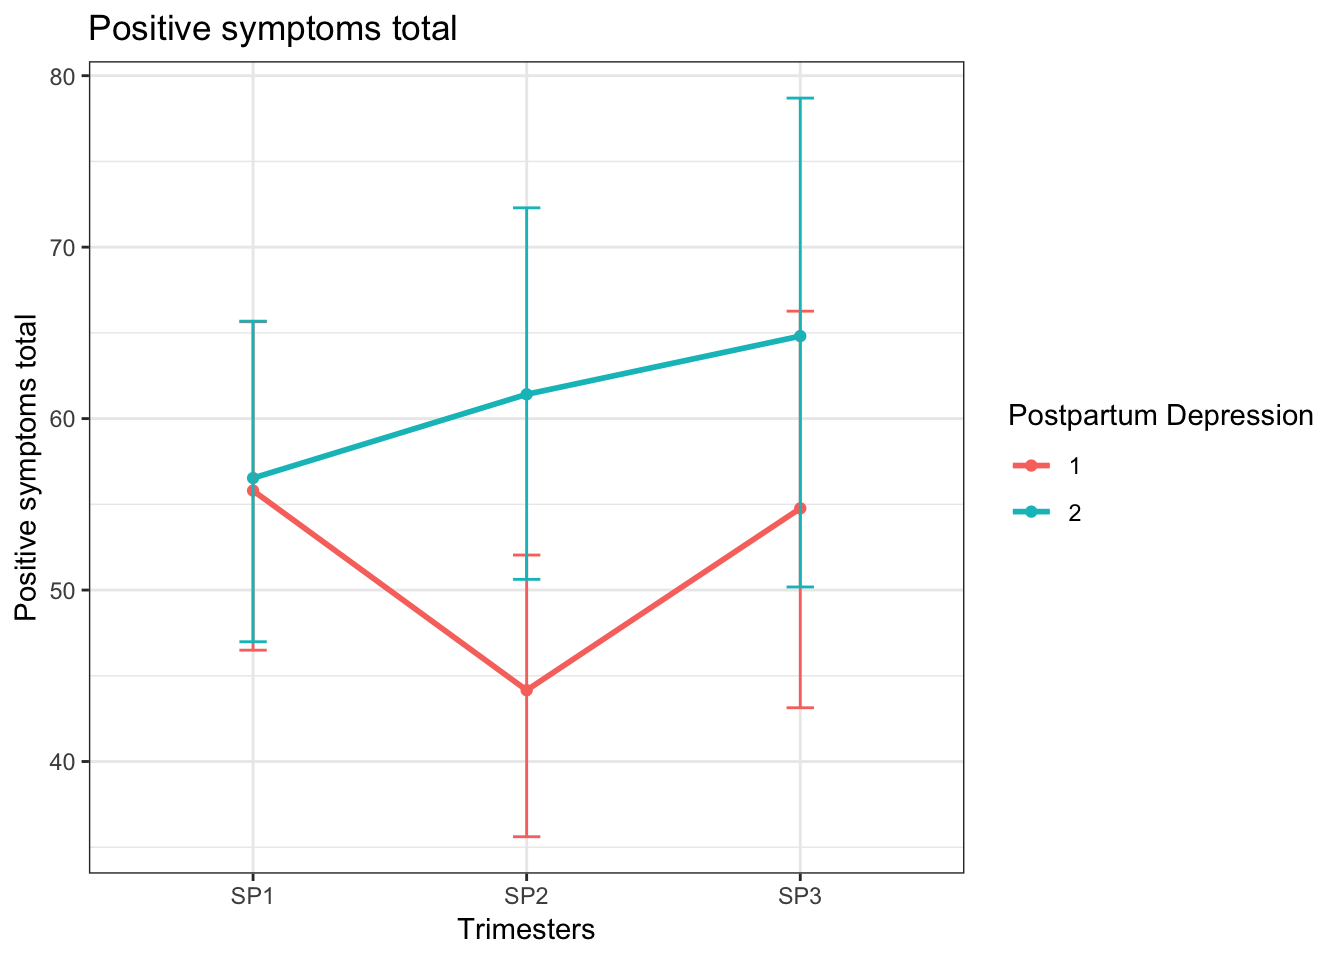 Positive symptoms total
80
70
60
50
40
Positive symptoms total
SP1 SP2 SP3
Trimesters
Postpartum Depression
1
2